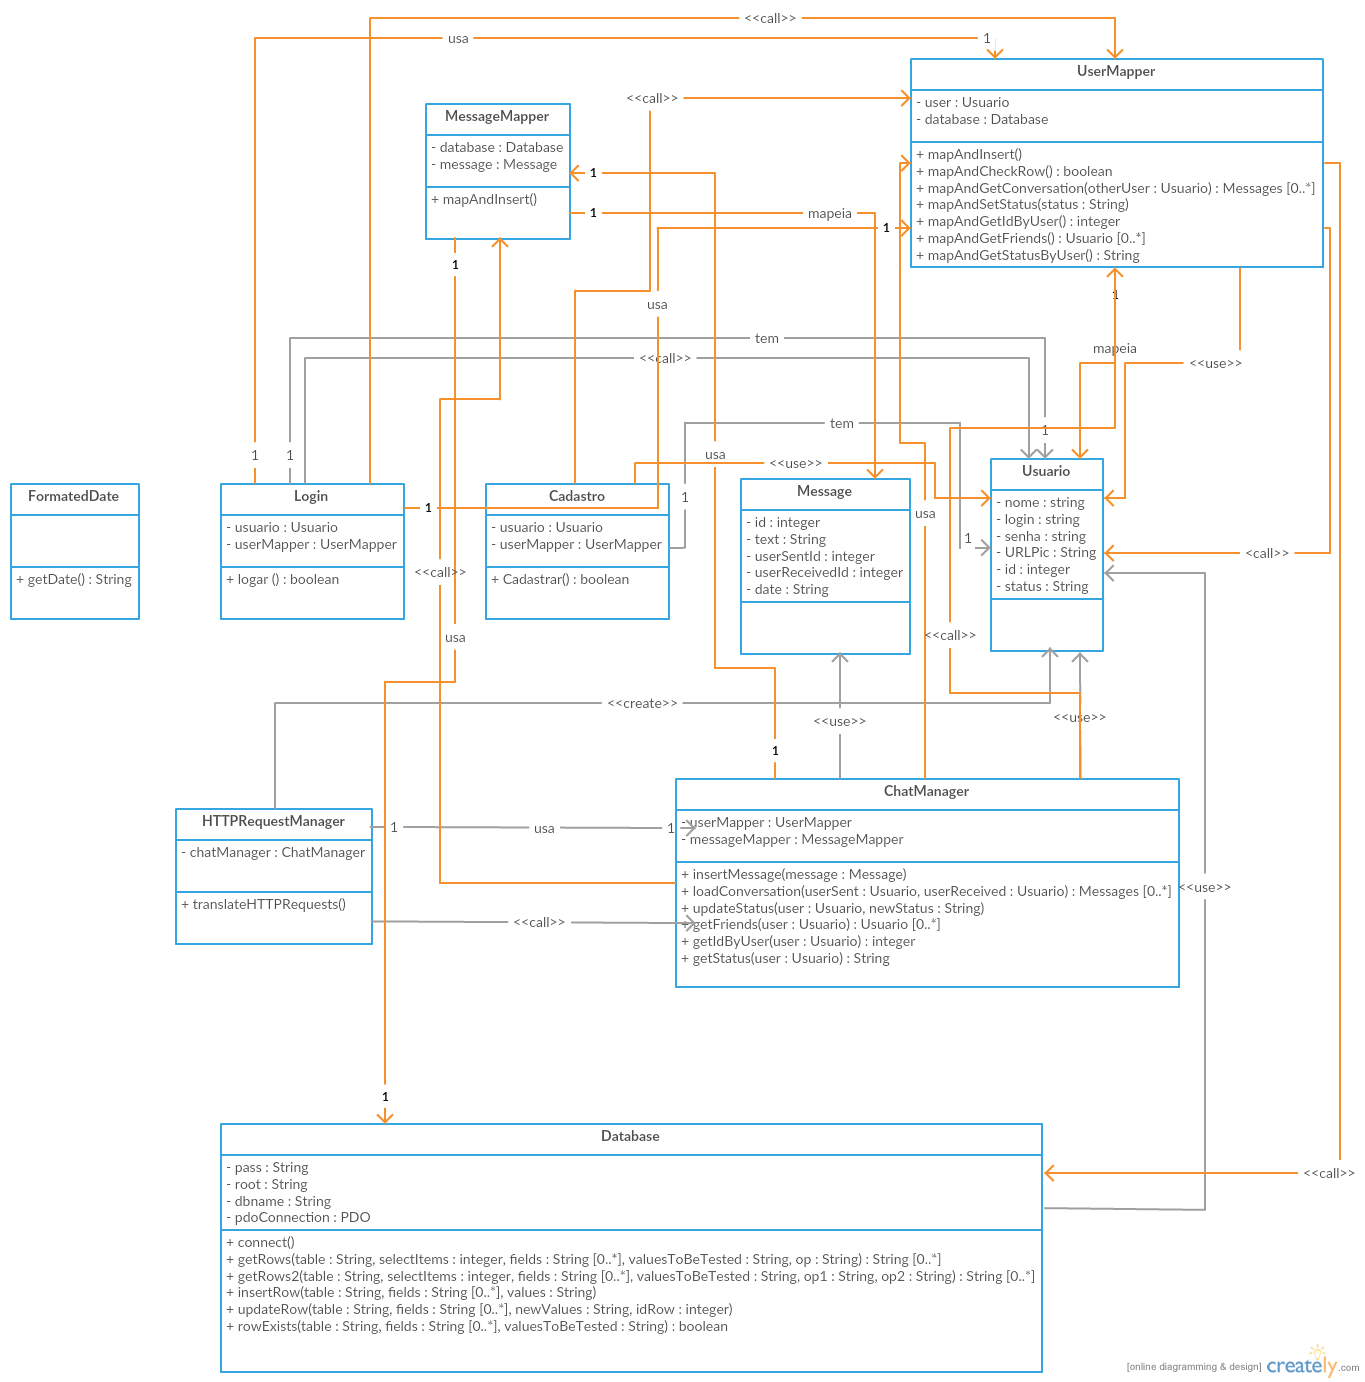 <<call>>
usa
1
UserMapper
- user : Usuario
- database : Database
+ mapAndInsert()
+ mapAndCheckRow() : boolean
+ mapAndGetConversation(otherUser : Usuario) : Messages [0..*]
+ mapAndSetStatus(status : String)
+ mapAndGetIdByUser() : integer
+ mapAndGetFriends() : Usuario [0..*]
+ mapAndGetStatusByUser() : String
<<call>>
MessageMapper
- database : Database
- message : Message
+ mapAndInsert()
1
1
mapeia
1
1
usa
1
tem
mapeia
<<call>>
<<use>>
tem
1
1
1
usa
<<use>>
FormatedDate
+ getDate() : String
Login
- usuario : Usuario
- userMapper : UserMapper
+ logar () : boolean
1
Cadastro
- usuario : Usuario
- userMapper : UserMapper
+ Cadastrar() : boolean
1
Message
- id : integer
- text : String
- userSentId : integer
- userReceivedId : integer
- date : String
usa
1
Usuario
- nome : string
- login : string
- senha : string
- URLPic : String
- id : integer
- status : String
<<call>>
<<call>>
usa
<<call>>
<<create>>
<<use>>
<<use>>
1
HTTPRequestManager
- chatManager : ChatManager
+ translateHTTPRequests()
1
usa
1
<<call>>
ChatManager
- userMapper : UserMapper
- messageMapper : MessageMapper
+ insertMessage(message : Message)
+ loadConversation(userSent : Usuario, userReceived : Usuario) : Messages [0..*]
+ updateStatus(user : Usuario, newStatus : String)
+ getFriends(user : Usuario) : Usuario [0..*]
+ getIdByUser(user : Usuario) : integer
+ getStatus(user : Usuario) : String
<<use>>
1
Database
- pass : String
- root : String
- dbname : String
- pdoConnection : PDO
+ connect()
+ getRows(table : String, selectItems : integer, fields : String [0..*], valuesToBeTested : String, op : String) : String [0..*]
+ getRows2(table : String, selectItems : integer, fields : String [0..*], valuesToBeTested : String, op1 : String, op2 : String) : String [0..*]
+ insertRow(table : String, fields : String [0..*], values : String)
+ updateRow(table : String, fields : String [0..*], newValues : String, idRow : integer)
+ rowExists(table : String, fields : String [0..*], valuesToBeTested : String) : boolean
<<call>>
[online diagramming & design] creately.com